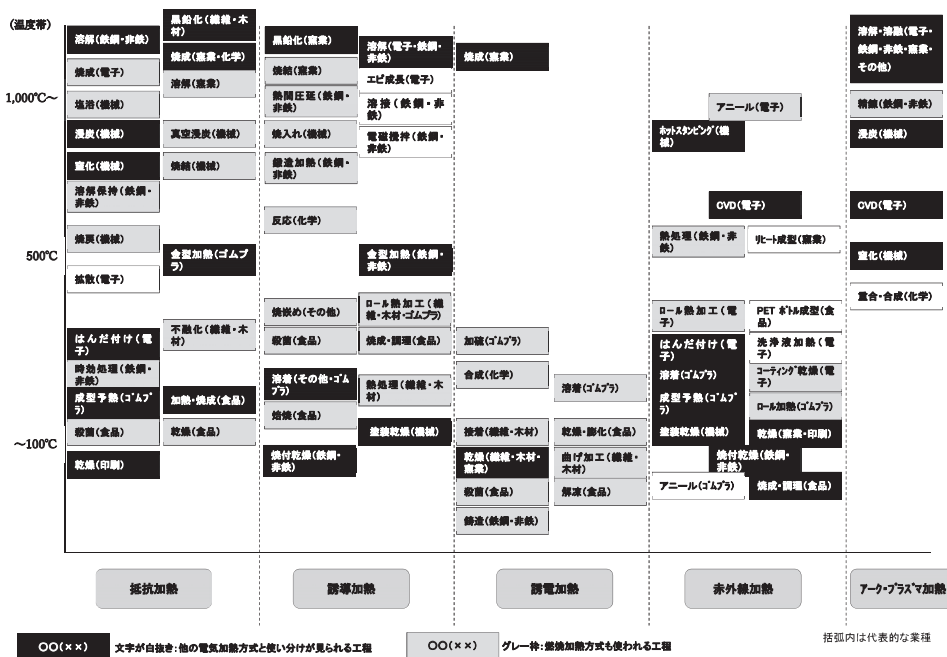 (温度帯)
1,000℃～
500℃
～100℃
溶解(鉄鋼・非鉄)
焼成(電子)
塩浴(機械)
浸炭(機械)
窒化(機械)
溶解保持(鉄鋼・
非鉄)
焼戻(機械)
拡散(電子)
はんだ付け(電
子)
時効処理(鉄鋼・
非鉄)
成型予熱(ゴムプ
ラ)
殺菌(食品)
乾燥(印刷)
黒鉛化(繊維・木
材)
焼成(窯業・化学)
溶解(窯業)
真空浸炭(機械)
焼結(機械)
金型加熱(ゴムプ
ラ)
不融化(繊維・木
材)
加熱・焼成(食品)
乾燥(食品)
黒鉛化(窯業)
焼結(窯業)
熱間圧延(鉄鋼・
非鉄)
焼入れ(機械)
鍛造加熱(鉄鋼・
非鉄)
反応(化学)
焼嵌め(その他)
殺菌(食品)
溶着(その他・ゴム
プラ)
焙焼(食品)
焼付乾燥(鉄鋼・
非鉄)
溶解(電子・鉄鋼・
非鉄)
エピ成長(電子)
溶接(鉄鋼・非
鉄)
電磁攪拌(鉄鋼・
非鉄)
金型加熱(鉄鋼・
非鉄)
ロール熱加工(繊
維・木材・ゴムプラ)
焼成・調理(食品)
熱処理(繊維・木
材)
塗装乾燥(機械)
焼成(窯業)
加硫(ゴムプラ)
合成(化学)
接着(繊維・木材)
乾燥(繊維・木材・
窯業)
殺菌(食品)
鋳造(鉄鋼・非鉄)
溶着(ゴムプラ)
乾燥・膨化(食品)
曲げ加工(繊維・
木材)
解凍(食品)
アニール(電子)
ホットスタンピング(機
械)
CVD(電子)
熱処理(鉄鋼・非
鉄)
リヒート成型(窯業)
ロール熱加工(電
子)
PETボトル成型(食
品)
はんだ付け(電
子)
洗浄液加熱(電
子)
溶着(ゴムプラ)
コーティング乾燥(電
子)
成型予熱(ゴムプ
ラ)
ロール加熱(ゴムプラ)
塗装乾燥(機械)
乾燥(窯業・印刷)
焼付乾燥(鉄鋼・
非鉄)
アニール(ゴムプラ)
焼成・調理(食品)
溶解・溶融(電子・
鉄鋼・非鉄・窯業・
その他)
精錬(鉄鋼・非鉄)
浸炭(機械)
CVD(電子)
窒化(機械)
重合・合成(化学)
抵抗加熱
誘導加熱
誘電加熱
赤外線加熱
アーク・プラズマ加熱
括弧内は代表的な業種
○○(××)
文字が白抜き：他の電気加熱方式と使い分けが見られる工程
○○(××)
グレー枠：燃焼加熱方式も使われる工程